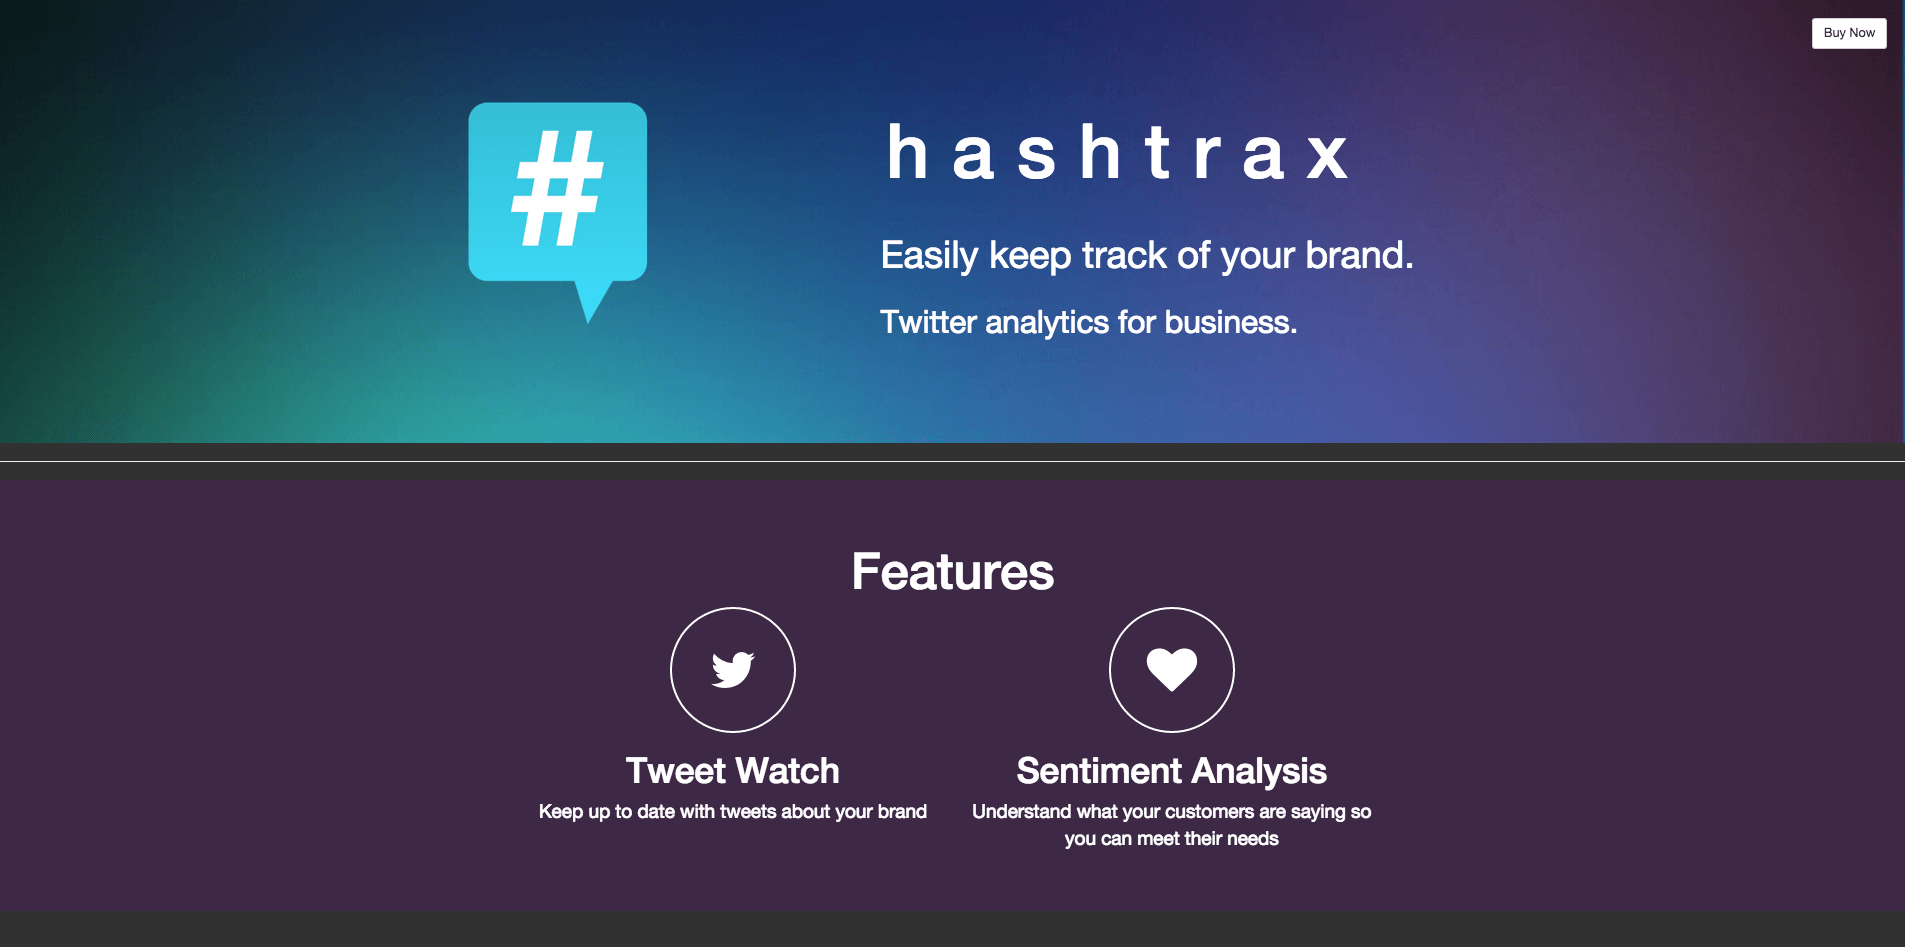 Buy Now
#
hashtrax
Easily keep track of your brand.
Twitter analytics for business.
Features
Tweet Watch
Keep up to date with tweets about your brand
Sentiment Analysis
Understand what your customers are saying so
you can meet their needs